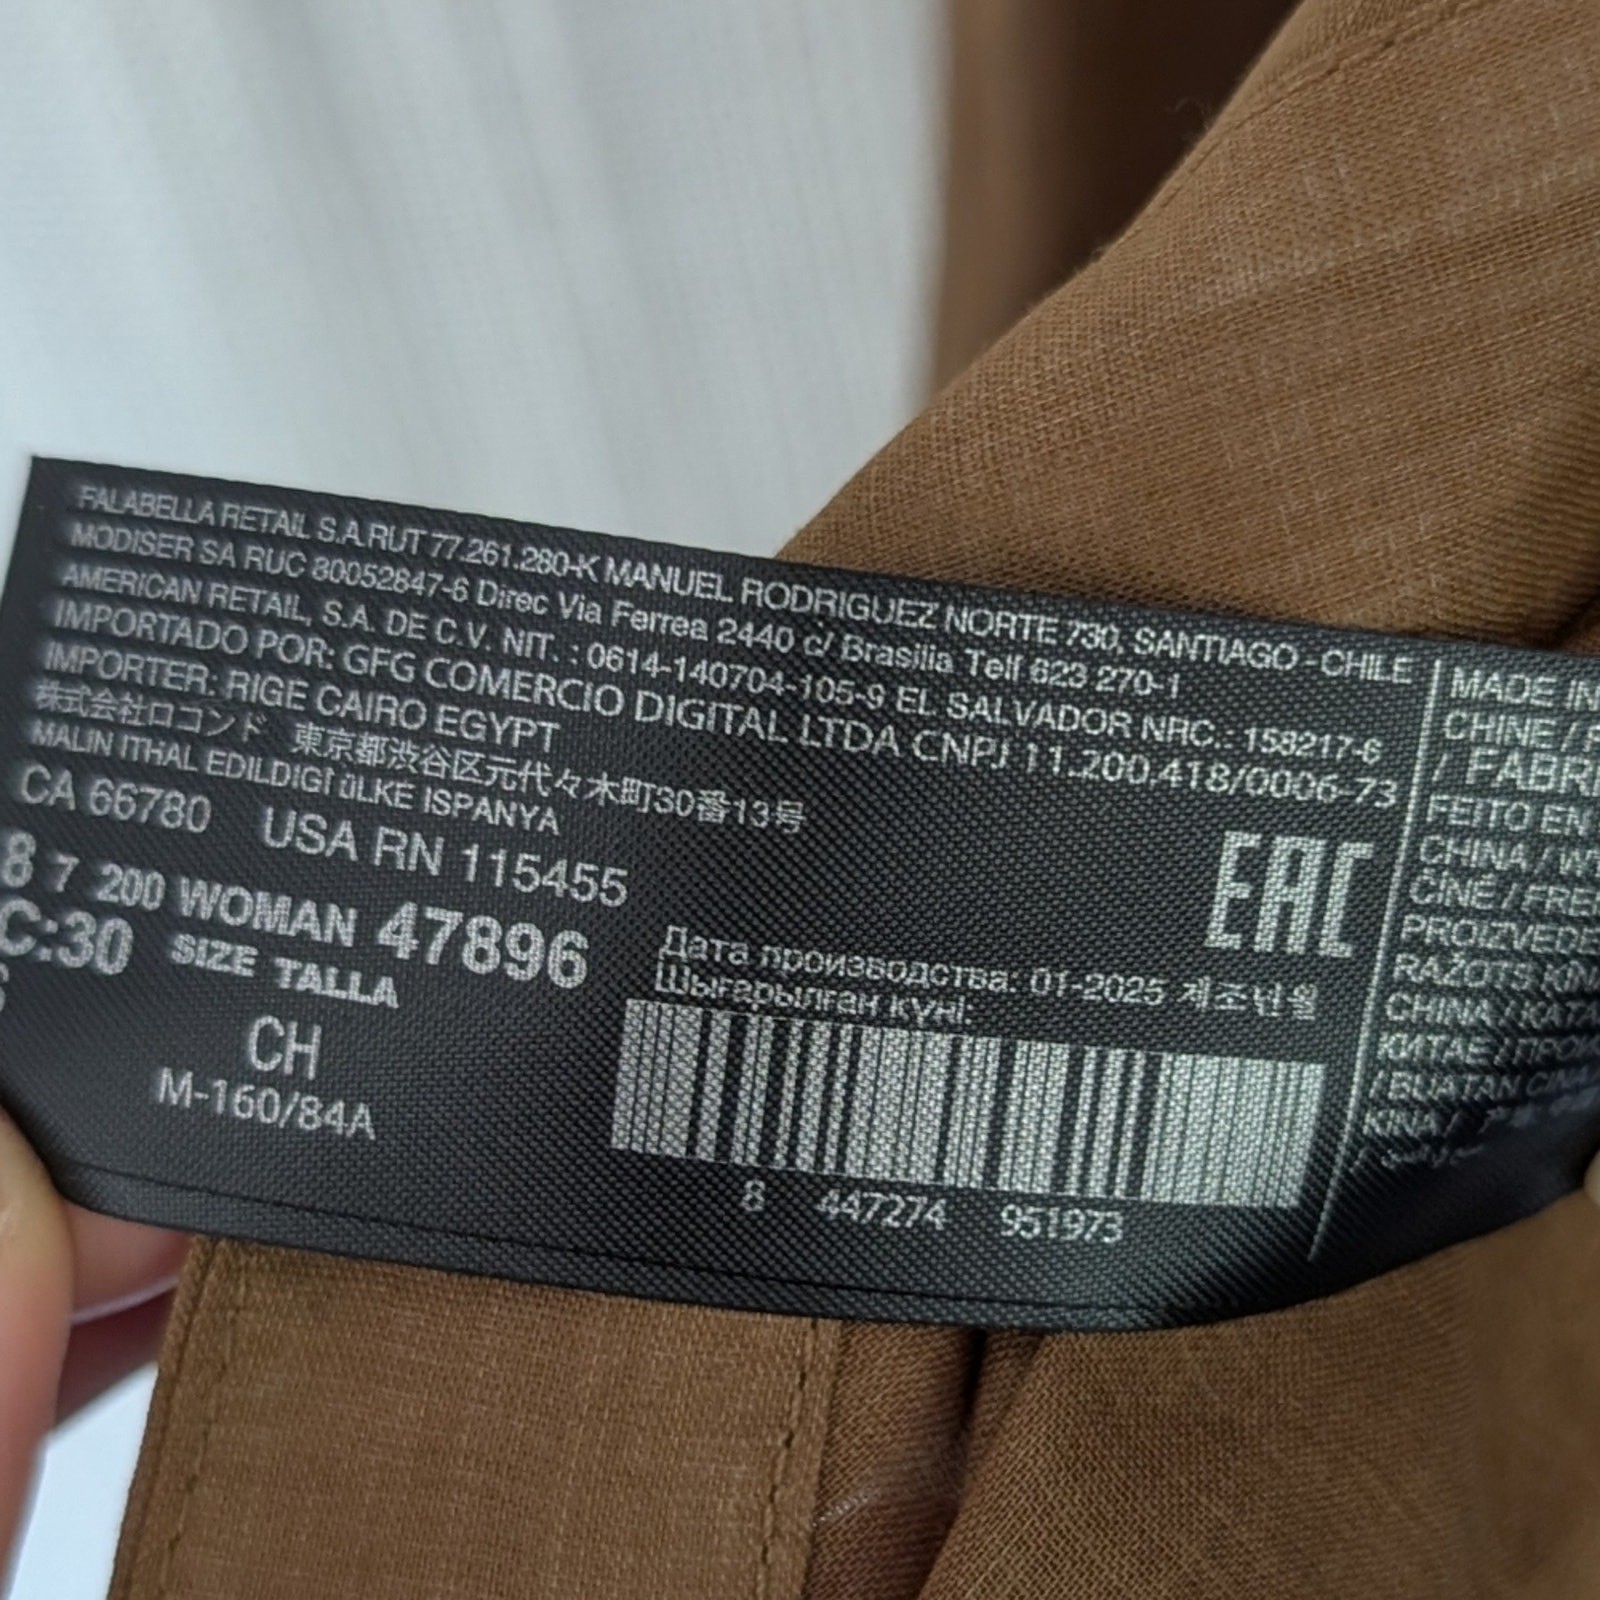 FALABELLA RETAIL S.A.RUT 77.261.280-K MANUEL RODRIGUEZ NORTE 730, SANTIAGO - CHILE
MODISER SA RUC 80052847-6 Direc Via Ferrea 2440 c/ Brasilia Telf 623 270-1
AMERICAN RETAIL, S.A. DE C.V. NIT. : 0614-140704-105-9 EL SALVADOR NRC.: 158217-6
IMPORTADO POR: GFG COMERCIO DIGITAL LTDA CNPJ 11.200.418/0006-73
IMPORTER: RIGE CAIRO EGYPT
株式会社ロコンド 東京都渋谷区元代々木町30番13号
MALIN ITHAL EDILDIGI üLKE ISPANYA
CA 66780 USA RN 115455
8 7 200 WOMAN 47896
C:30 SIZE TALLA
CH
M-160/84A
EAC
Дата производства: 01-2025 제조년월
Шығарылған күні:
8 447274 951973
MADE IN
CHINE /
/ FABRI
FEITO EN
CHINA /
CINE /
PROIZVEDE
RAŽOTS
CHINA /
КИТАЕ /
/ BUATAN
KINA /